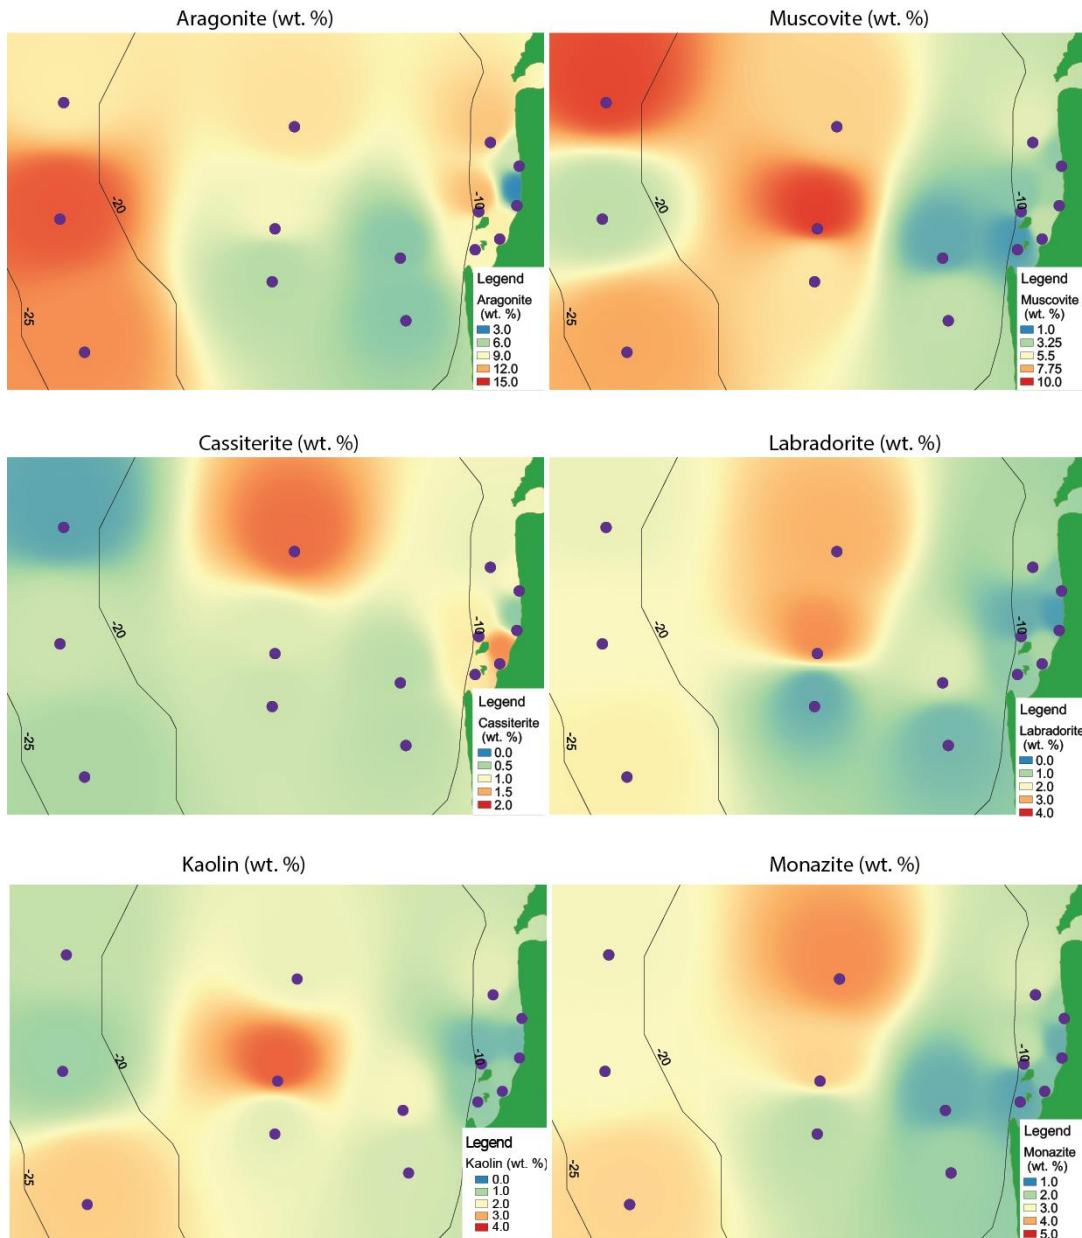 Aragonite (wt. %)
-20
-10
-25
Legend
Aragonite
(wt. %)
3.0
6.0
9.0
12.0
15.0
Muscovite (wt. %)
-20
-10
-25
Legend
Muscovite
(wt. %)
1.0
3.25
5.5
7.75
10.0
Cassiterite (wt. %)
-20
-10
-25
Legend
Cassiterite
(wt. %)
0.0
0.5
1.0
1.5
2.0
Labradorite (wt. %)
-20
-10
-25
Legend
Labradorite
(wt. %)
0.0
1.0
2.0
3.0
4.0
Kaolin (wt. %)
-20
-10
-25
Legend
Kaolin (wt. %)
0.0
1.0
2.0
3.0
4.0
Monazite (wt. %)
-20
-10
-25
Legend
Monazite
(wt. %)
1.0
2.0
3.0
4.0
5.0